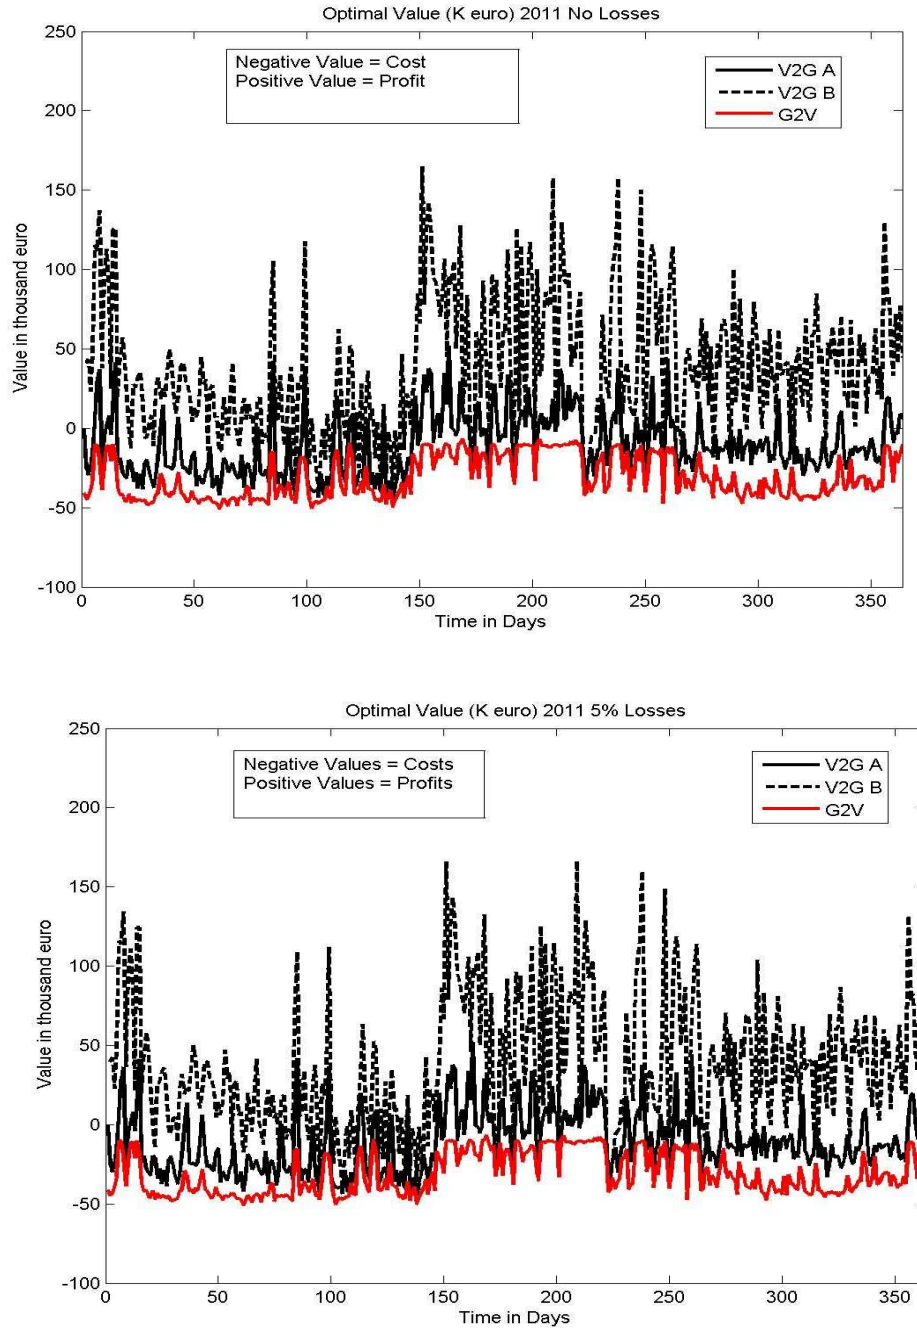 Optimal Value (K euro) 2011 No Losses
250
200
150
100
50
0
-50
-100
Value in thousand euro
Negative Value = Cost
Positive Value = Profit
V2G A
V2G B
G2V
0
50
100
150
200
250
300
350
Time in Days
Optimal Value (K euro) 2011 5% Losses
250
200
150
100
50
0
-50
-100
Value in thousand euro
Negative Values = Costs
Positive Values = Profits
V2G A
V2G B
G2V
0
50
100
150
200
250
300
350
Time in Days